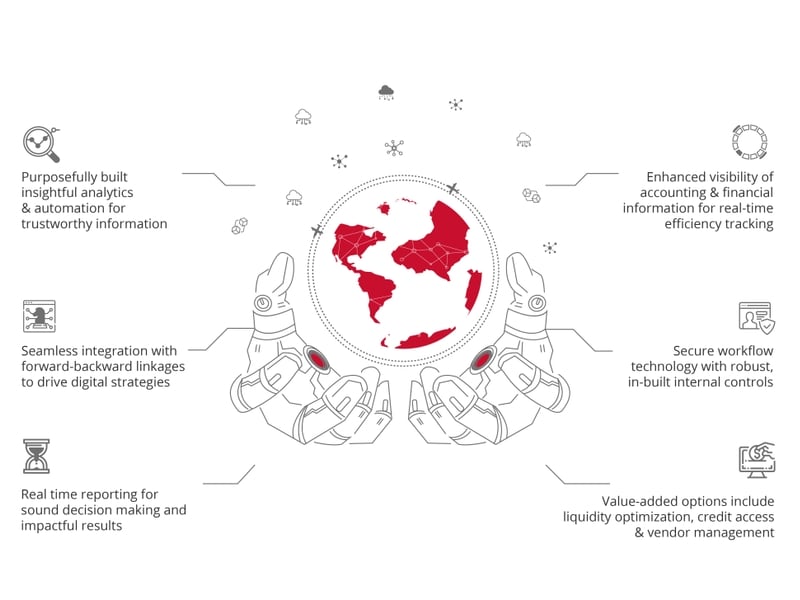 Purposefully built
insightful analytics
& automation for
trustworthy information
Enhanced visibility of
accounting & financial
information for real-time
efficiency tracking
Seamless integration with
forward-backward linkages
to drive digital strategies
Secure workflow
technology with robust,
in-built internal controls
Real time reporting for
sound decision making and
impactful results
Value-added options include
liquidity optimization, credit access
& vendor management